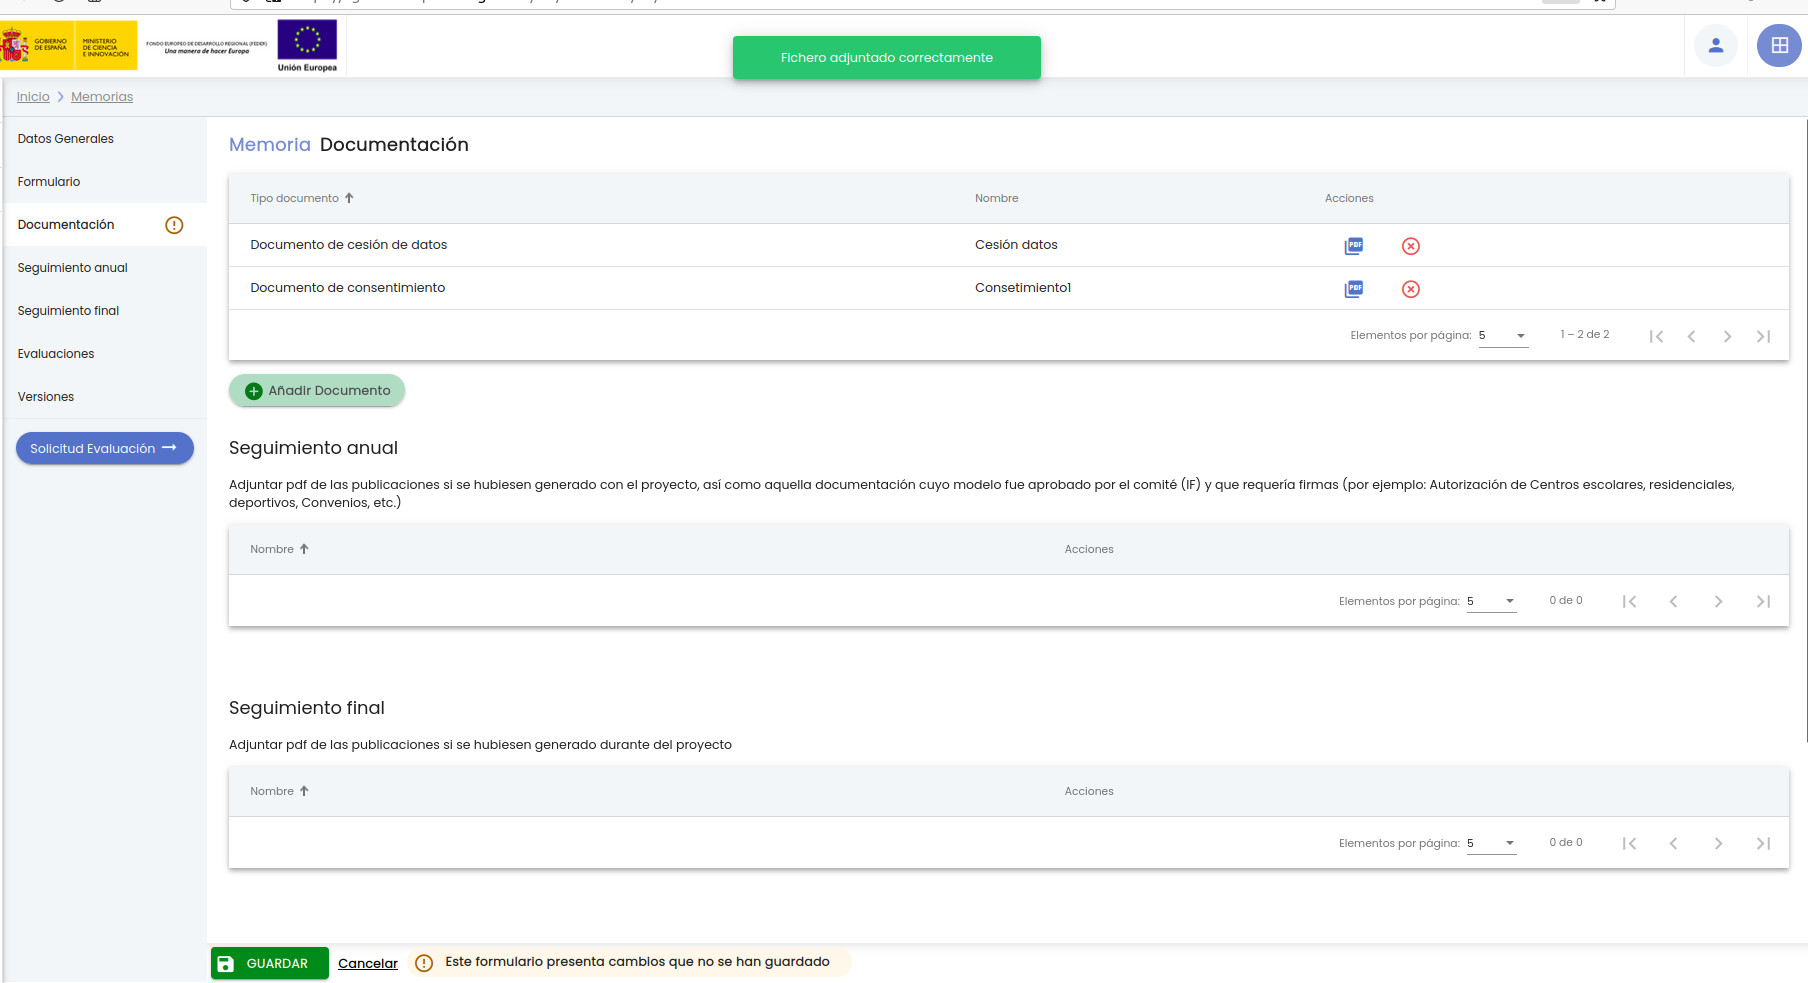 GOBIERNO
DE ESPAÑA
MINISTERIO
DE CIENCIA
E INNOVACIÓN
FONDO EUROPEO DE DESARROLLO REGIONAL (FEDER)
Una manera de hacer Europa
Unión Europea
Fichero adjuntado correctamente
Inicio
Memorias
Datos Generales
Formulario
Documentación
Seguimiento anual
Seguimiento final
Evaluaciones
Versiones
Solicitud Evaluación
Memoria Documentación
Tipo documento Nombre Acciones
Documento de cesión de datos Cesión datos PDF
Documento de consentimiento Consetimiento1 PDF
Elementos por página: 5 1 – 2 de 2
Añadir Documento
Seguimiento anual
Adjuntar pdf de las publicaciones si se hubiesen generado con el proyecto, así como aquella documentación cuyo modelo fue aprobado por el comité (IF) y que requería firmas (por ejemplo: Autorización de Centros escolares, residenciales,
deportivos, Convenios, etc.)
Nombre Acciones
Elementos por página: 5 0 de 0
Seguimiento final
Adjuntar pdf de las publicaciones si se hubiesen generado durante del proyecto
Nombre Acciones
Elementos por página: 5 0 de 0
GUARDAR
Cancelar
Este formulario presenta cambios que no se han guardado